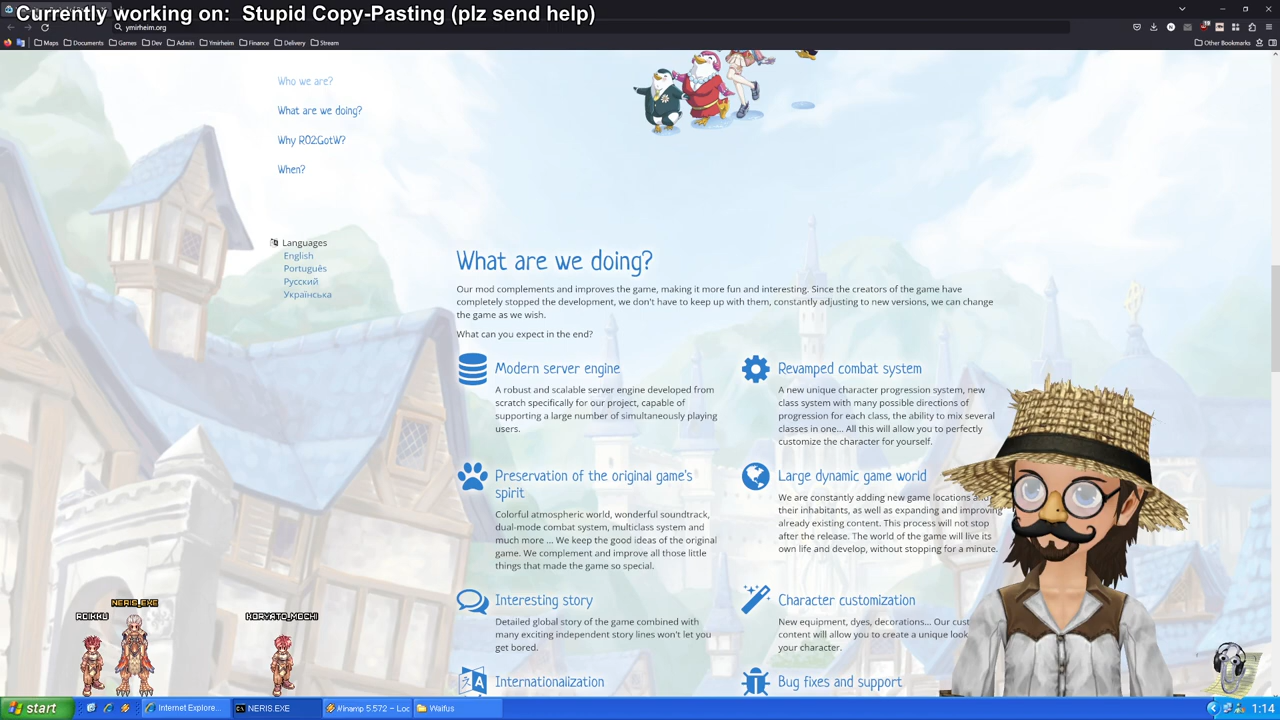 Currently working on: Stupid Copy-Pasting (plz send help)
ymirheim.org
Maps Documents Games Dev Admin Ymirheim Finance Delivery Stream
Other Bookmarks
Who we are?
What are we doing?
Why RO2GotW?
When?
Languages
English
Português
Русский
Українська
What are we doing?
Our mod complements and improves the game, making it more fun and interesting. Since the creators of the game have
completely stopped the development, we don't have to keep up with them, constantly adjusting to new versions, we can change
the game as we wish.
What can you expect in the end?
Modern server engine
A robust and scalable server engine developed from
scratch specifically for our project, capable of
supporting a large number of simultaneously playing
users.
Revamped combat system
A new unique character progression system, new
class system with many possible directions of
progression for each class, the ability to mix several
classes in one... All this will allow you to perfectly
customize the character for yourself.
Preservation of the original game's
spirit
Colorful atmospheric world, wonderful soundtrack,
dual-mode combat system, multiclass system and
much more ... We keep the good ideas of the original
game. We complement and improve all those little
things that made the game so special.
Large dynamic game world
We are constantly adding new game locations and
their inhabitants, as well as expanding and improving
already existing content. This process will not stop
after the release. The world of the game will live its
own life and develop, without stopping for a minute.
Interesting story
Detailed global story of the game combined with
many exciting independent story lines won't let you
get bored.
Character customization
New equipment, dyes, decorations... Our cust
content will allow you to create a unique look
your character.
Internationalization
Bug fixes and support
NERIS_EXE
ROIKKU
KORYATO_MOCHI
start
Internet Explore...
NERIS.EXE
Winamp 5.572 – Loc
Waifus
1:14